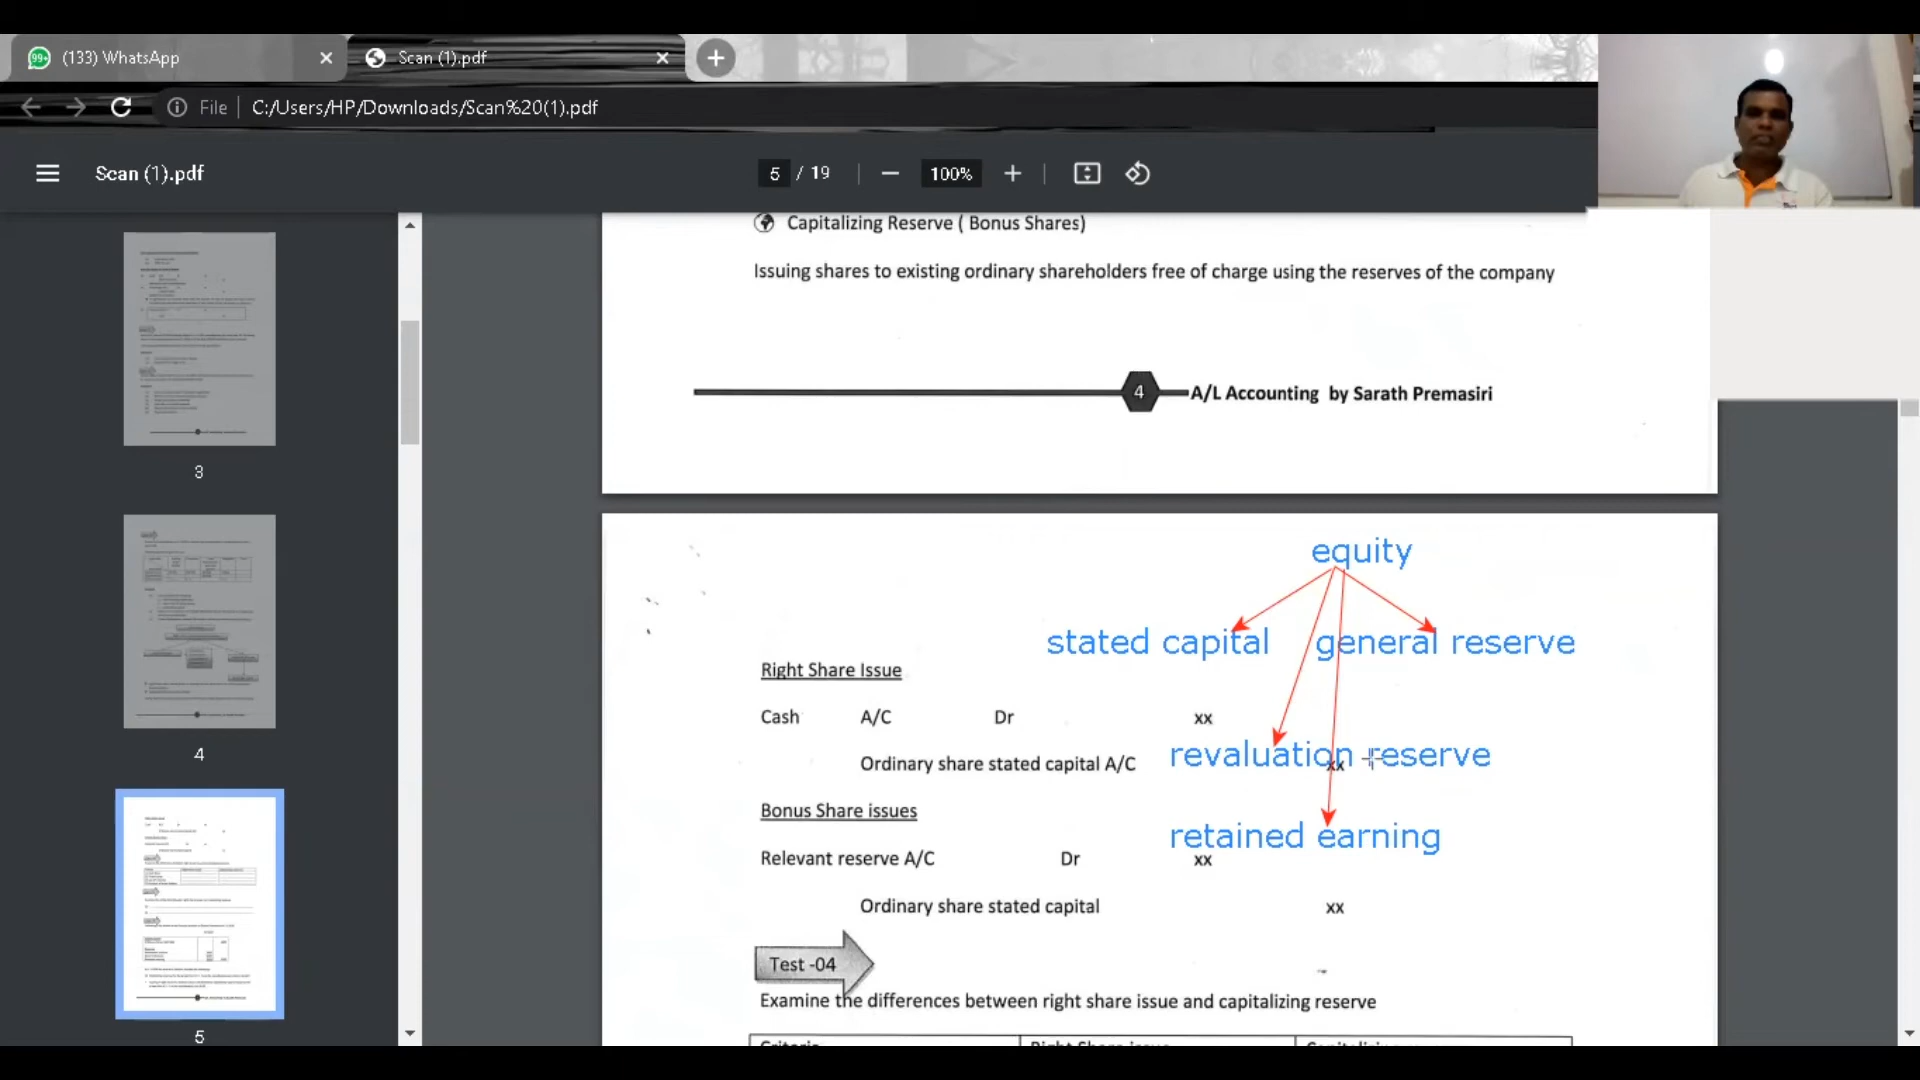 (133) WhatsApp
Scan (1).pdf
File
C:/Users/HP/Downloads/Scan%20(1).pdf
Scan (1).pdf
5 / 19
100%
3
4
5
Capitalizing Reserve ( Bonus Shares)
Issuing shares to existing ordinary shareholders free of charge using the reserves of the company
4
A/L Accounting by Sarath Premasiri
equity
stated capital general reserve
Right Share Issue
Cash A/C Dr xx
revaluation reserve
Ordinary share stated capital A/C xx
Bonus Share issues
retained earning
Relevant reserve A/C Dr xx
Ordinary share stated capital xx
Test -04
Examine the differences between right share issue and capitalizing reserve